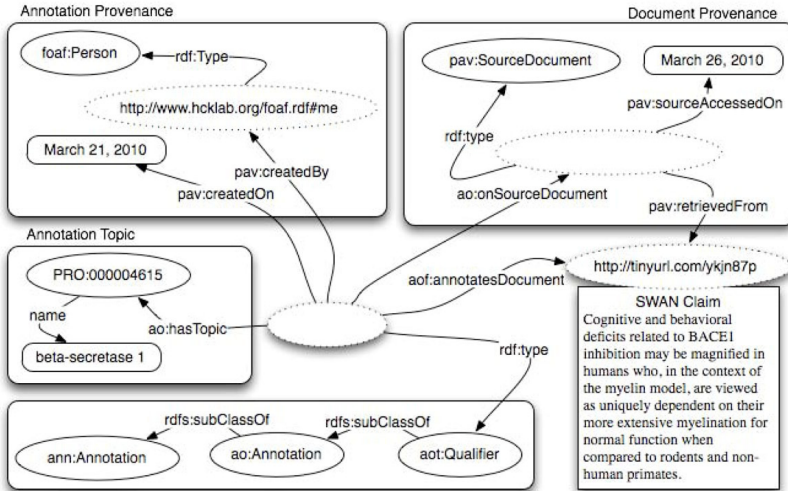 Annotation Provenance
foaf:Person
rdf:Type
http://www.hcklab.org/foaf.rdf#me
March 21, 2010
pav:createdBy
pav:createdOn
Document Provenance
pav:SourceDocument
March 26, 2010
pav:sourceAccessedOn
rdf:type
ao:onSourceDocument
pav:retrievedFrom
Annotation Topic
PRO:000004615
name
ao:hasTopic
beta-secretase 1
aof:annotatesDocument
http://tinyurl.com/ykjn87p
rdf:type
SWAN Claim
Cognitive and behavioral
deficits related to BACE1
inhibition may be magnified in
humans who, in the context of
the myelin model, are viewed
as uniquely dependent on their
more extensive myelination for
normal function when
compared to rodents and non-
human primates.
rdfs:subClassOf
rdfs:subClassOf
ann:Annotation
ao:Annotation
aot:Qualifier